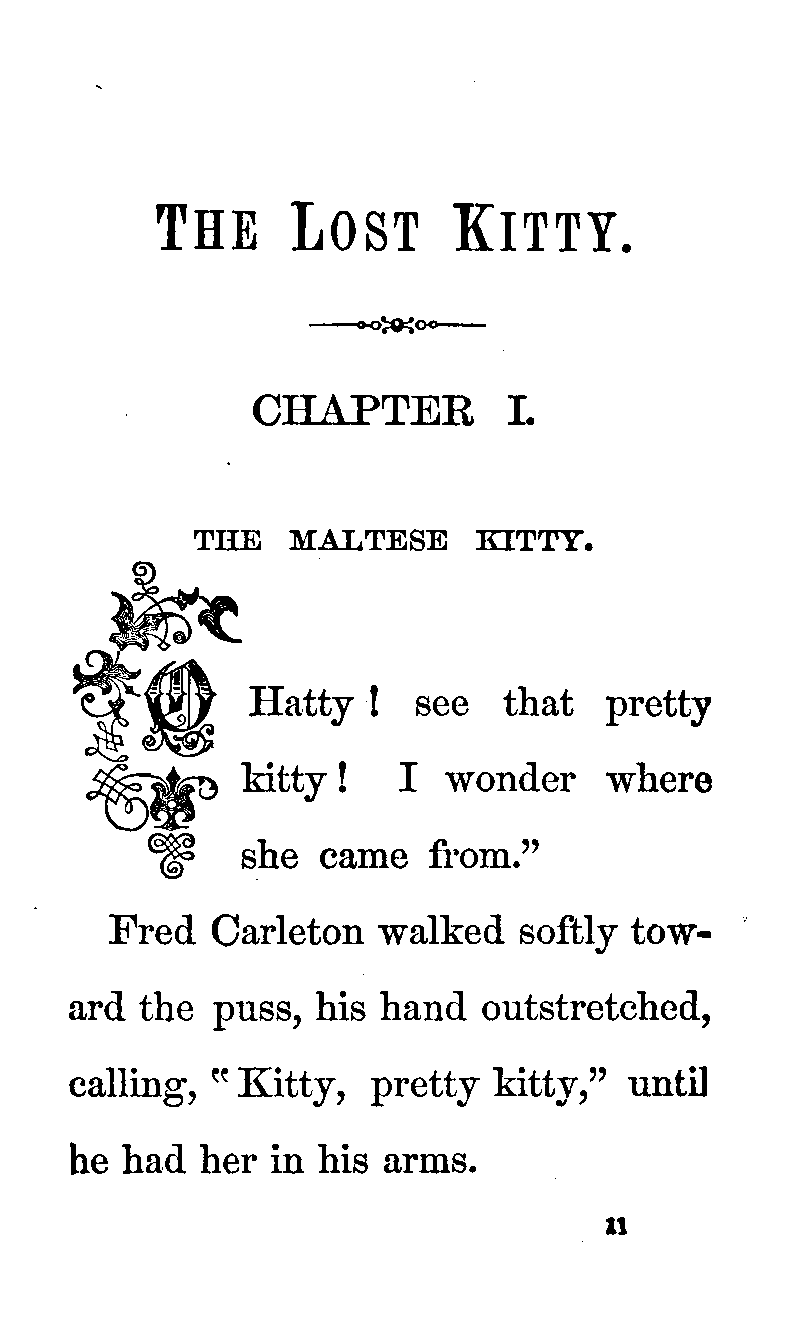 THE LOST KITTY.
CHAPTER I.
THE MALTESE KITTY.
O Hatty! see that pretty
kitty! I wonder where
she came from.”
Fred Carleton walked softly tow-
ard the puss, his hand outstretched,
calling, “Kitty, pretty kitty,” until
he had her in his arms.
11